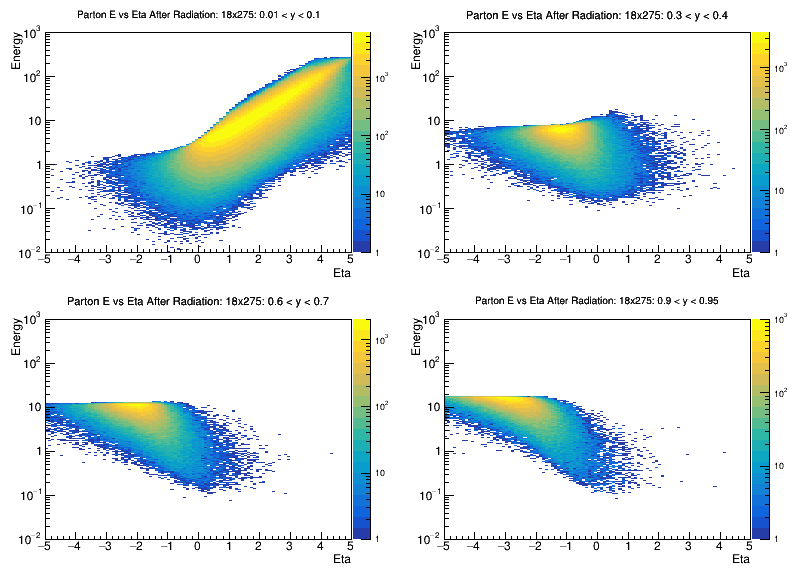 Parton E vs Eta After Radiation: 18x275: 0.01 < y < 0.1
Energy
10³
10²
10
1
10⁻¹
10⁻²
−5 −4 −3 −2 −1 0 1 2 3 4 5
Eta
10³
10²
10
1
Parton E vs Eta After Radiation: 18x275: 0.3 < y < 0.4
Energy
10³
10²
10
1
10⁻¹
10⁻²
−5 −4 −3 −2 −1 0 1 2 3 4 5
Eta
10³
10²
10
1
Parton E vs Eta After Radiation: 18x275: 0.6 < y < 0.7
Energy
10³
10²
10
1
10⁻¹
10⁻²
−5 −4 −3 −2 −1 0 1 2 3 4 5
Eta
10³
10²
10
1
Parton E vs Eta After Radiation: 18x275: 0.9 < y < 0.95
Energy
10³
10²
10
1
10⁻¹
10⁻²
−5 −4 −3 −2 −1 0 1 2 3 4 5
Eta
10³
10²
10
1